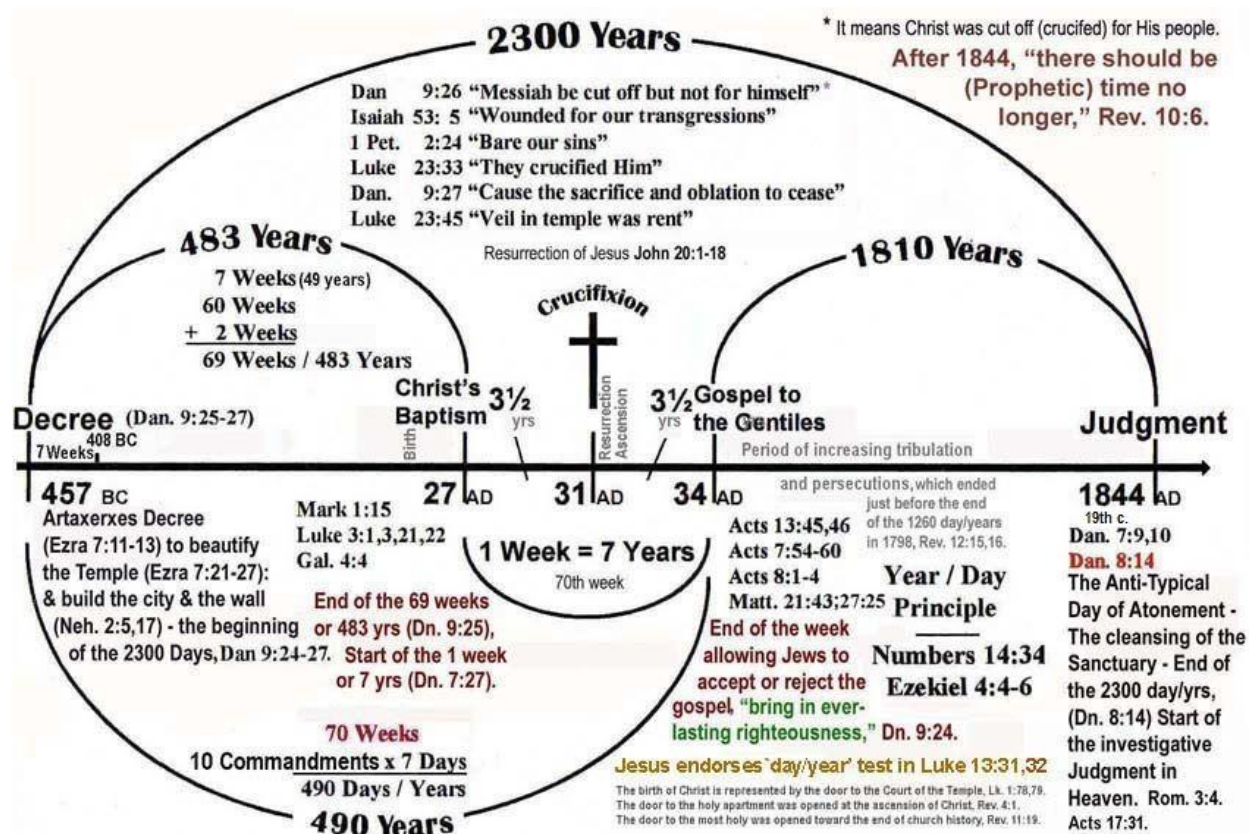 2300 Years
* It means Christ was cut off (crucifed) for His people.
After 1844, “there should be
(Prophetic) time no
longer,” Rev. 10:6.
Dan 9:26 “Messiah be cut off but not for himself”*
Isaiah 53: 5 “Wounded for our transgressions”
1 Pet. 2:24 “Bare our sins”
Luke 23:33 “They crucified Him”
Dan. 9:27 “Cause the sacrifice and oblation to cease”
Luke 23:45 “Veil in temple was rent”
Resurrection of Jesus John 20:1-18
483 Years
7 Weeks (49 years)
60 Weeks
+ 2 Weeks
69 Weeks / 483 Years
1810 Years
Crucifixion
Decree (Dan. 9:25-27)
408 BC
7 Weeks
Christ's
Baptism
Birth
3½
yrs
Resurrection
Ascension
3½
yrs
Gospel to
the Gentiles
Judgment
Period of increasing tribulation
and persecutions, which ended
just before the end
of the 1260 day/years
in 1798, Rev. 12:15,16.
457 BC
27 AD
31 AD
34 AD
1844 AD
19th c.
Artaxerxes Decree
(Ezra 7:11-13) to beautify
the Temple (Ezra 7:21-27):
& build the city & the wall
(Neh. 2:5,17) - the beginning
of the 2300 Days, Dan 9:24-27.
Mark 1:15
Luke 3:1,3,21,22
Gal. 4:4
End of the 69 weeks
or 483 yrs (Dn. 9:25),
Start of the 1 week
or 7 yrs (Dn. 7:27).
1 Week = 7 Years
70th week
Acts 13:45,46
Acts 7:54-60
Acts 8:1-4
Matt. 21:43;27:25
End of the week
allowing Jews to
accept or reject the
gospel, “bring in ever-
lasting righteousness,” Dn. 9:24.
Year / Day
Principle
Numbers 14:34
Ezekiel 4:4-6
Dan. 7:9,10
Dan. 8:14
The Anti-Typical
Day of Atonement -
The cleansing of the
Sanctuary - End of
the 2300 day/yrs,
(Dn. 8:14) Start of
the investigative
Judgment in
Heaven. Rom. 3:4.
Acts 17:31.
70 Weeks
10 Commandments x 7 Days
490 Days / Years
490 Years
Jesus endorses `day/year' test in Luke 13:31,32
The birth of Christ is represented by the door to the Court of the Temple, Lk. 1:78,79.
The door to the holy apartment was opened at the ascension of Christ, Rev. 4:1.
The door to the most holy was opened toward the end of church history, Rev. 11:19.